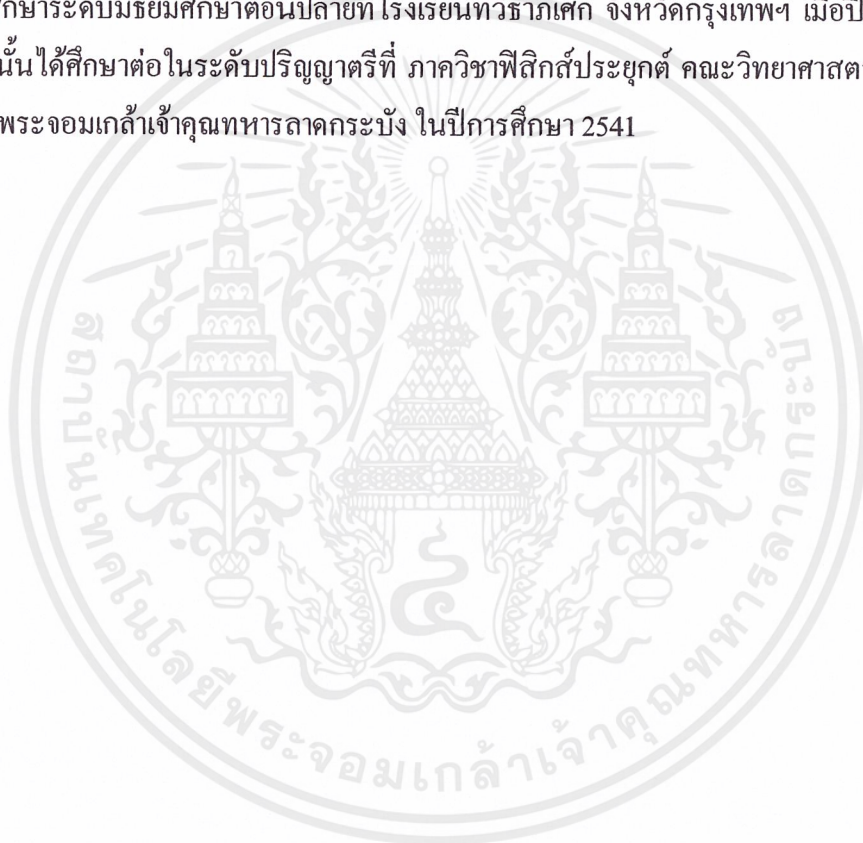 ศึกษาระดับมัธยมศึกษาตอนปลายที่โรงเรียนทวีธาภิเศก จังหวัดกรุงเทพฯ เมื่อปี
นั้นได้ศึกษาต่อในระดับปริญญาตรีที่ ภาควิชาฟิสิกส์ประยุกต์ คณะวิทยาศาสต
พระจอมเกล้าเจ้าคุณทหารลาดกระบัง ในปีการศึกษา 2541
สถาบันเทคโนโลยีพระจอมเกล้าเจ้าคุณทหารลาดกระบัง
๔